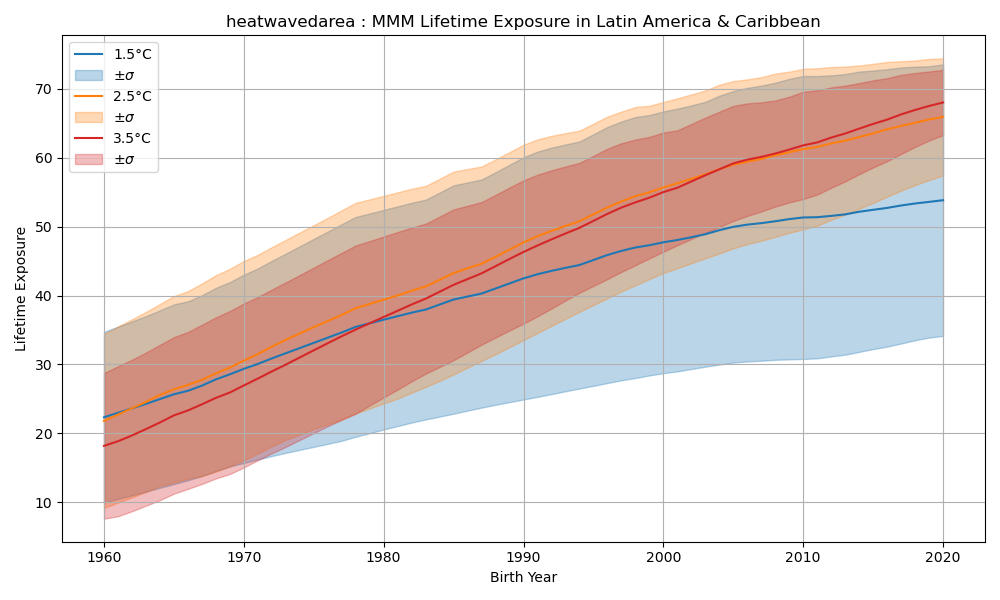 heatwavedarea : MMM Lifetime Exposure in Latin America & Caribbean
1.5°C
±σ
2.5°C
±σ
3.5°C
±σ
Lifetime Exposure
70
60
50
40
30
20
10
1960 1970 1980 1990 2000 2010 2020
Birth Year